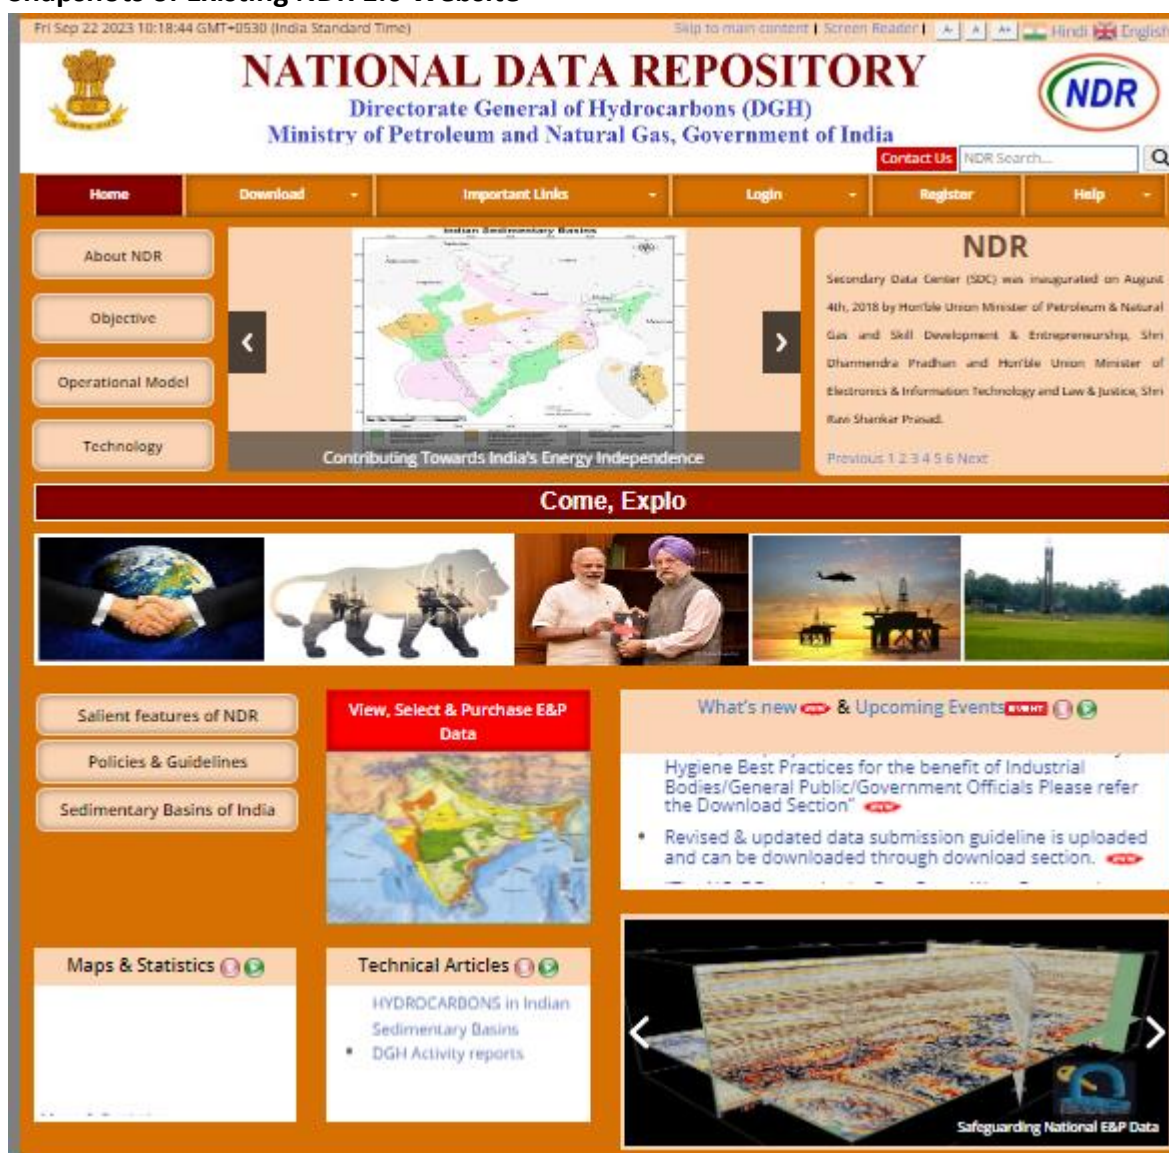 Snapshots of Existing NDR 2.0 Website
Fri Sep 22 2023 10:18:44 GMT+0530 (India Standard Time)
Skip to main content | Screen Reader | A- A A+ Hindi English
NATIONAL DATA REPOSITORY
Directorate General of Hydrocarbons (DGH)
Ministry of Petroleum and Natural Gas, Government of India
NDR
Contact Us NDR Search...
Home Download Important Links Login Register Help
About NDR
Objective
Operational Model
Technology
Indian Sedimentary Basins
Contributing Towards India's Energy Independence
NDR
Secondary Data Center (SDC) was inaugurated on August
4th, 2018 by Hon'ble Union Minister of Petroleum & Natural
Gas and Skill Development & Entrepreneurship, Shri
Dharmendra Pradhan and Hon'ble Union Minister of
Electronics & Information Technology and Law & Justice, Shri
Ravi Shankar Prasad.
Previous 1 2 3 4 5 6 Next
Come, Explo
Salient features of NDR
Policies & Guidelines
Sedimentary Basins of India
View, Select & Purchase E&P
Data
What's new & Upcoming Events EVENT
Hygiene Best Practices for the benefit of Industrial
Bodies/General Public/Government Officials Please refer
the Download Section"
• Revised & updated data submission guideline is uploaded
and can be downloaded through download section.
Maps & Statistics
Technical Articles
HYDROCARBONS in Indian
Sedimentary Basins
• DGH Activity reports
Safeguarding National E&P Data